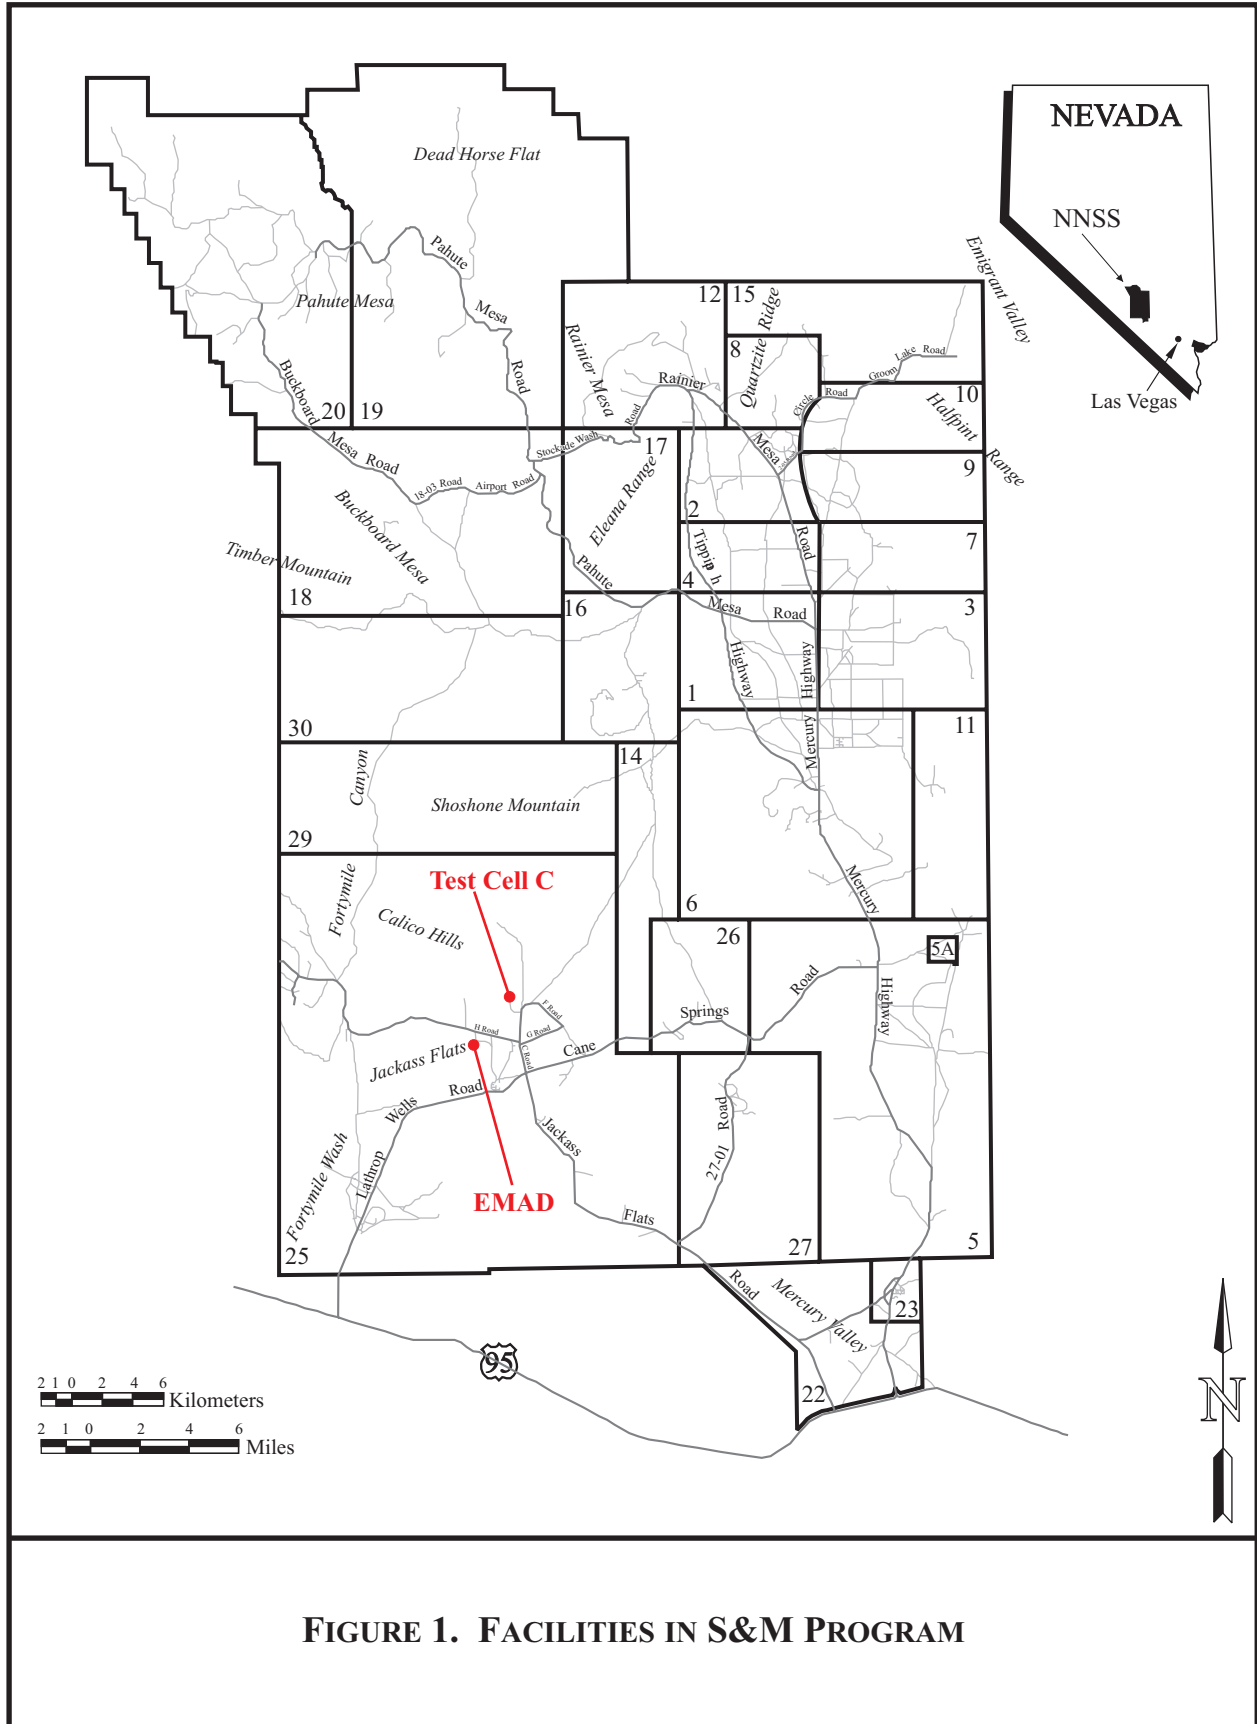 NEVADA
NNSS
Las Vegas
Dead Horse Flat
Emigrant Valley
Pahute
Mesa
Road
Pahute Mesa
12
15
Quartzite Ridge
8
Rainier Mesa
Rainier
Mesa
Road
Groom
Lake
Road
Circle
Road
10
Halfpint
Range
Buckboard
Mesa
Road
20
19
Stockade Wash
Road
17
9
18-03 Road
Airport
Road
Eleana Range
2
Buckboard Mesa
Timber Mountain
Tippip h
Highway
7
Pahute
Mesa
Road
4
18
16
3
Mercury
Highway
1
30
11
14
Canyon
Shoshone Mountain
29
Fortymile
Test Cell C
Calico Hills
6
Mercury
Highway
26
5A
Road
Springs
Cane
F Road
G Road
H Road
C Road
Jackass Flats
Road
Wells
Lathrop
Jackass
Flats
Road
27-01
Road
EMAD
Fortymile Wash
25
27
5
Mercury Valley
23
22
95
2 1 0 2 4 6
Kilometers
2 1 0 2 4 6
Miles
N
FIGURE 1. FACILITIES IN S&M PROGRAM